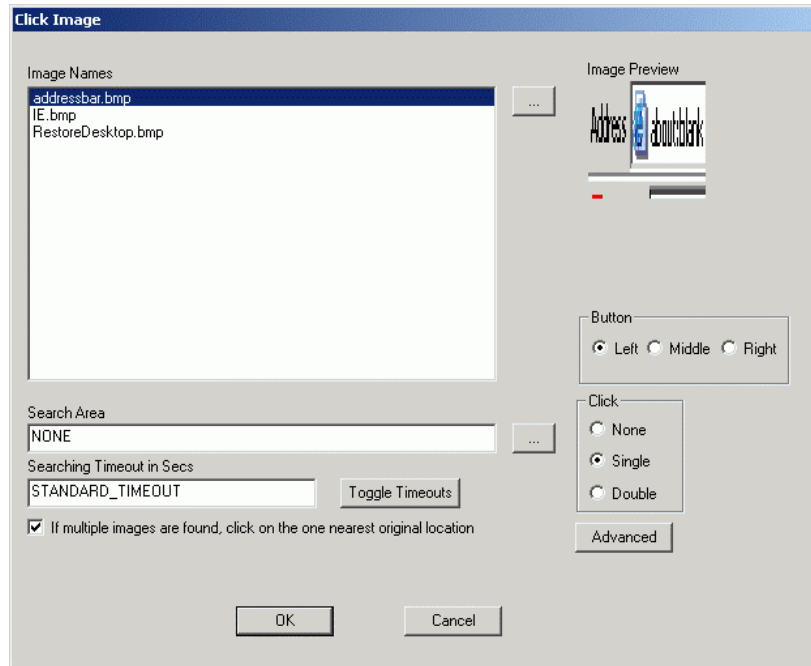 Click Image
Image Names
addressbar.bmp
IE.bmp
RestoreDesktop.bmp
...
Image Preview
Address about:blank
Button
Left Middle Right
Search Area
NONE
...
Click
None
Single
Double
Searching Timeout in Secs
STANDARD_TIMEOUT
Toggle Timeouts
If multiple images are found, click on the one nearest original location
Advanced
OK
Cancel